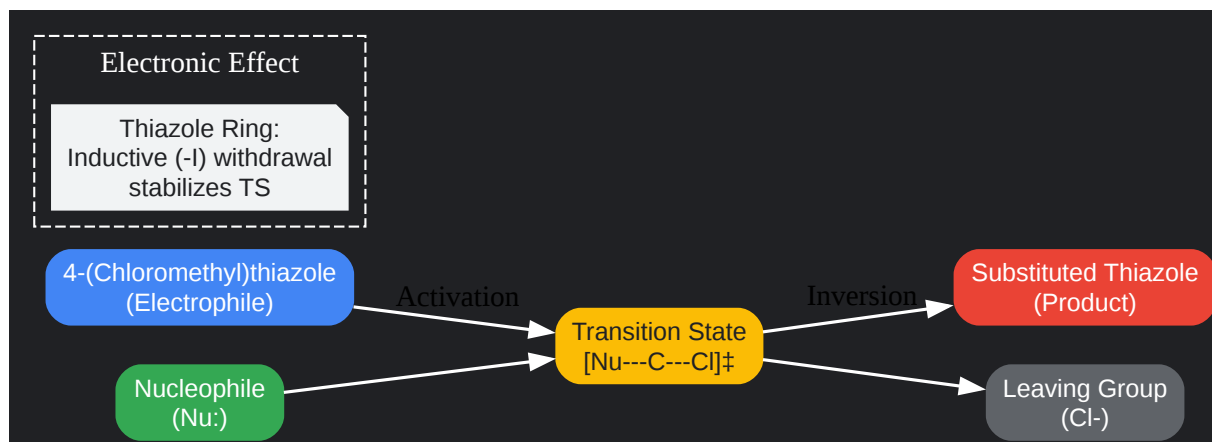 Electronic Effect
Thiazole Ring:
Inductive (-I) withdrawal
stabilizes TS
4-(Chloromethyl)thiazole
(Electrophile)
Activation
Nucleophile
(Nu:)
Transition State
[Nu---C---Cl]‡
Inversion
Substituted Thiazole
(Product)
Leaving Group
(Cl-)